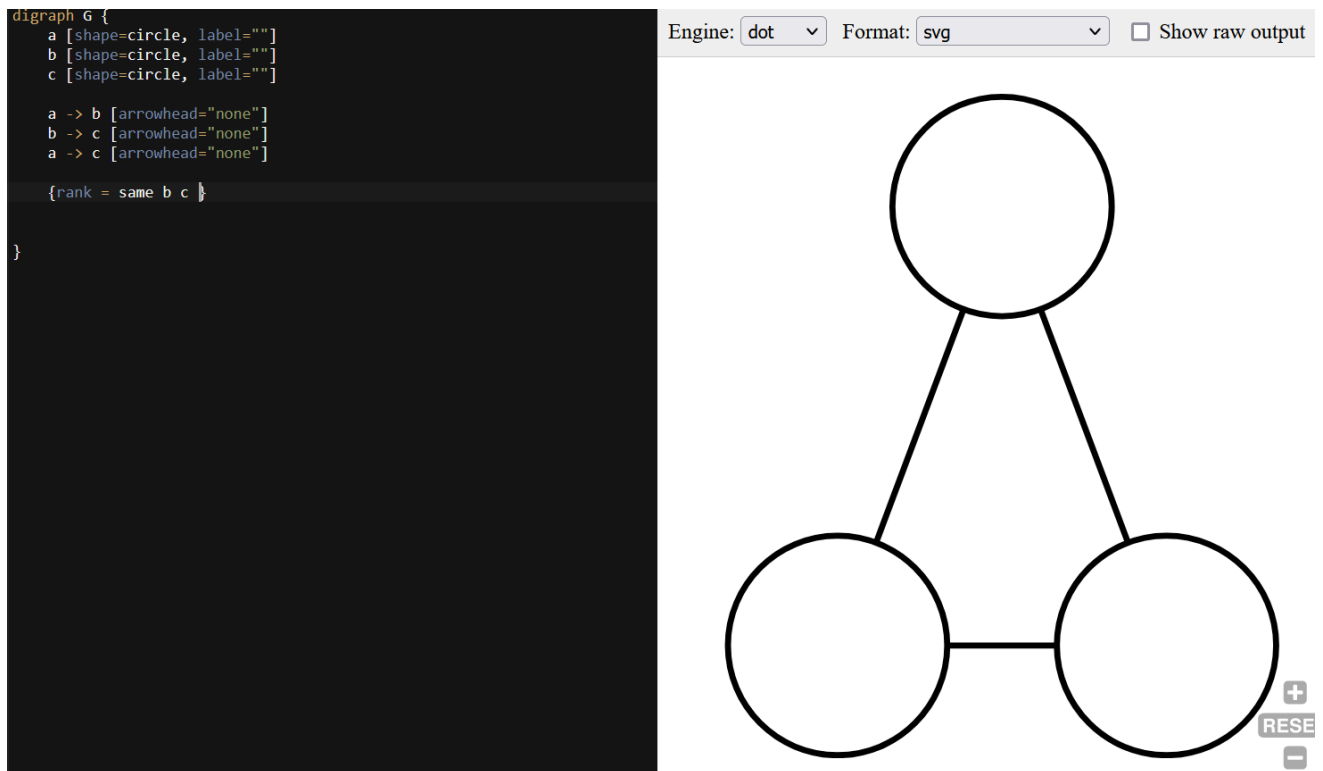 digraph G {
    a [shape=circle, label=""]
    b [shape=circle, label=""]
    c [shape=circle, label=""]
    a -> b [arrowhead="none"]
    b -> c [arrowhead="none"]
    a -> c [arrowhead="none"]
    {rank = same b c }
}
Engine: dot Format: svg Show raw output
RESE